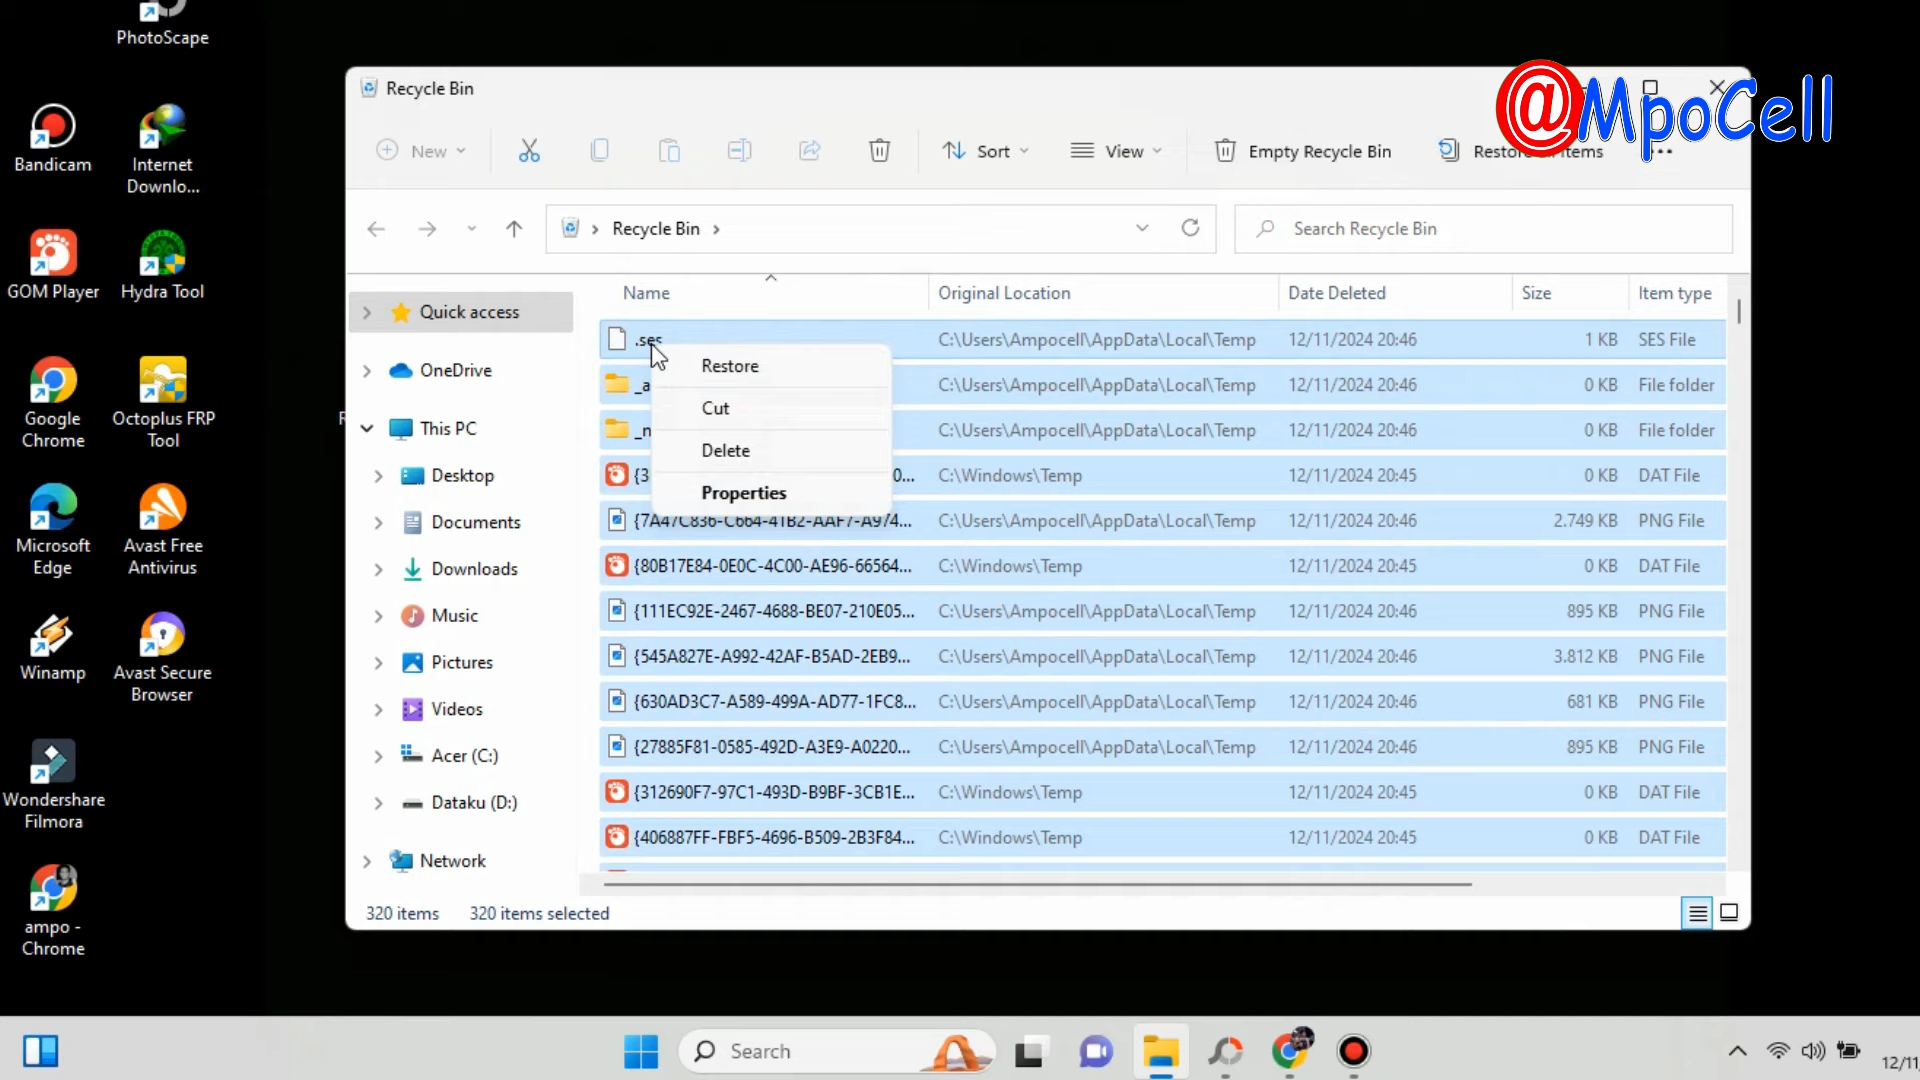 PhotoScape
Bandicam
Internet
Downlo...
GOM Player
Hydra Tool
Google
Chrome
Octoplus FRP
Tool
Microsoft
Edge
Avast Free
Antivirus
Winamp
Avast Secure
Browser
Wondershare
Filmora
ampo -
Chrome
@MpoCell
Recycle Bin
New
Sort
View
Empty Recycle Bin
Recycle Bin
Search Recycle Bin
Quick access
OneDrive
This PC
Desktop
Documents
Downloads
Music
Pictures
Videos
Acer (C:)
Dataku (D:)
Network
Name Original Location Date Deleted Size Item type
.ses C:\Users\Ampocell\AppData\Local\Temp 12/11/2024 20:46 1 KB SES File
C:\Users\Ampocell\AppData\Local\Temp 12/11/2024 20:46 0 KB File folder
C:\Users\Ampocell\AppData\Local\Temp 12/11/2024 20:46 0 KB File folder
{3 0... C:\Windows\Temp 12/11/2024 20:45 0 KB DAT File
{7A47C836-C664-41B2-AAF7-A974... C:\Users\Ampocell\AppData\Local\Temp 12/11/2024 20:46 2.749 KB PNG File
{80B17E84-0E0C-4C00-AE96-66564... C:\Windows\Temp 12/11/2024 20:45 0 KB DAT File
{111EC92E-2467-4688-BE07-210E05... C:\Users\Ampocell\AppData\Local\Temp 12/11/2024 20:46 895 KB PNG File
{545A827E-A992-42AF-B5AD-2EB9... C:\Users\Ampocell\AppData\Local\Temp 12/11/2024 20:46 3.812 KB PNG File
{630AD3C7-A589-499A-AD77-1FC8... C:\Users\Ampocell\AppData\Local\Temp 12/11/2024 20:46 681 KB PNG File
{27885F81-0585-492D-A3E9-A0220... C:\Users\Ampocell\AppData\Local\Temp 12/11/2024 20:46 895 KB PNG File
{312690F7-97C1-493D-B9BF-3CB1E... C:\Windows\Temp 12/11/2024 20:45 0 KB DAT File
{406887FF-FBF5-4696-B509-2B3F84... C:\Windows\Temp 12/11/2024 20:45 0 KB DAT File
Restore
Cut
Delete
Properties
320 items 320 items selected
Search
12/11